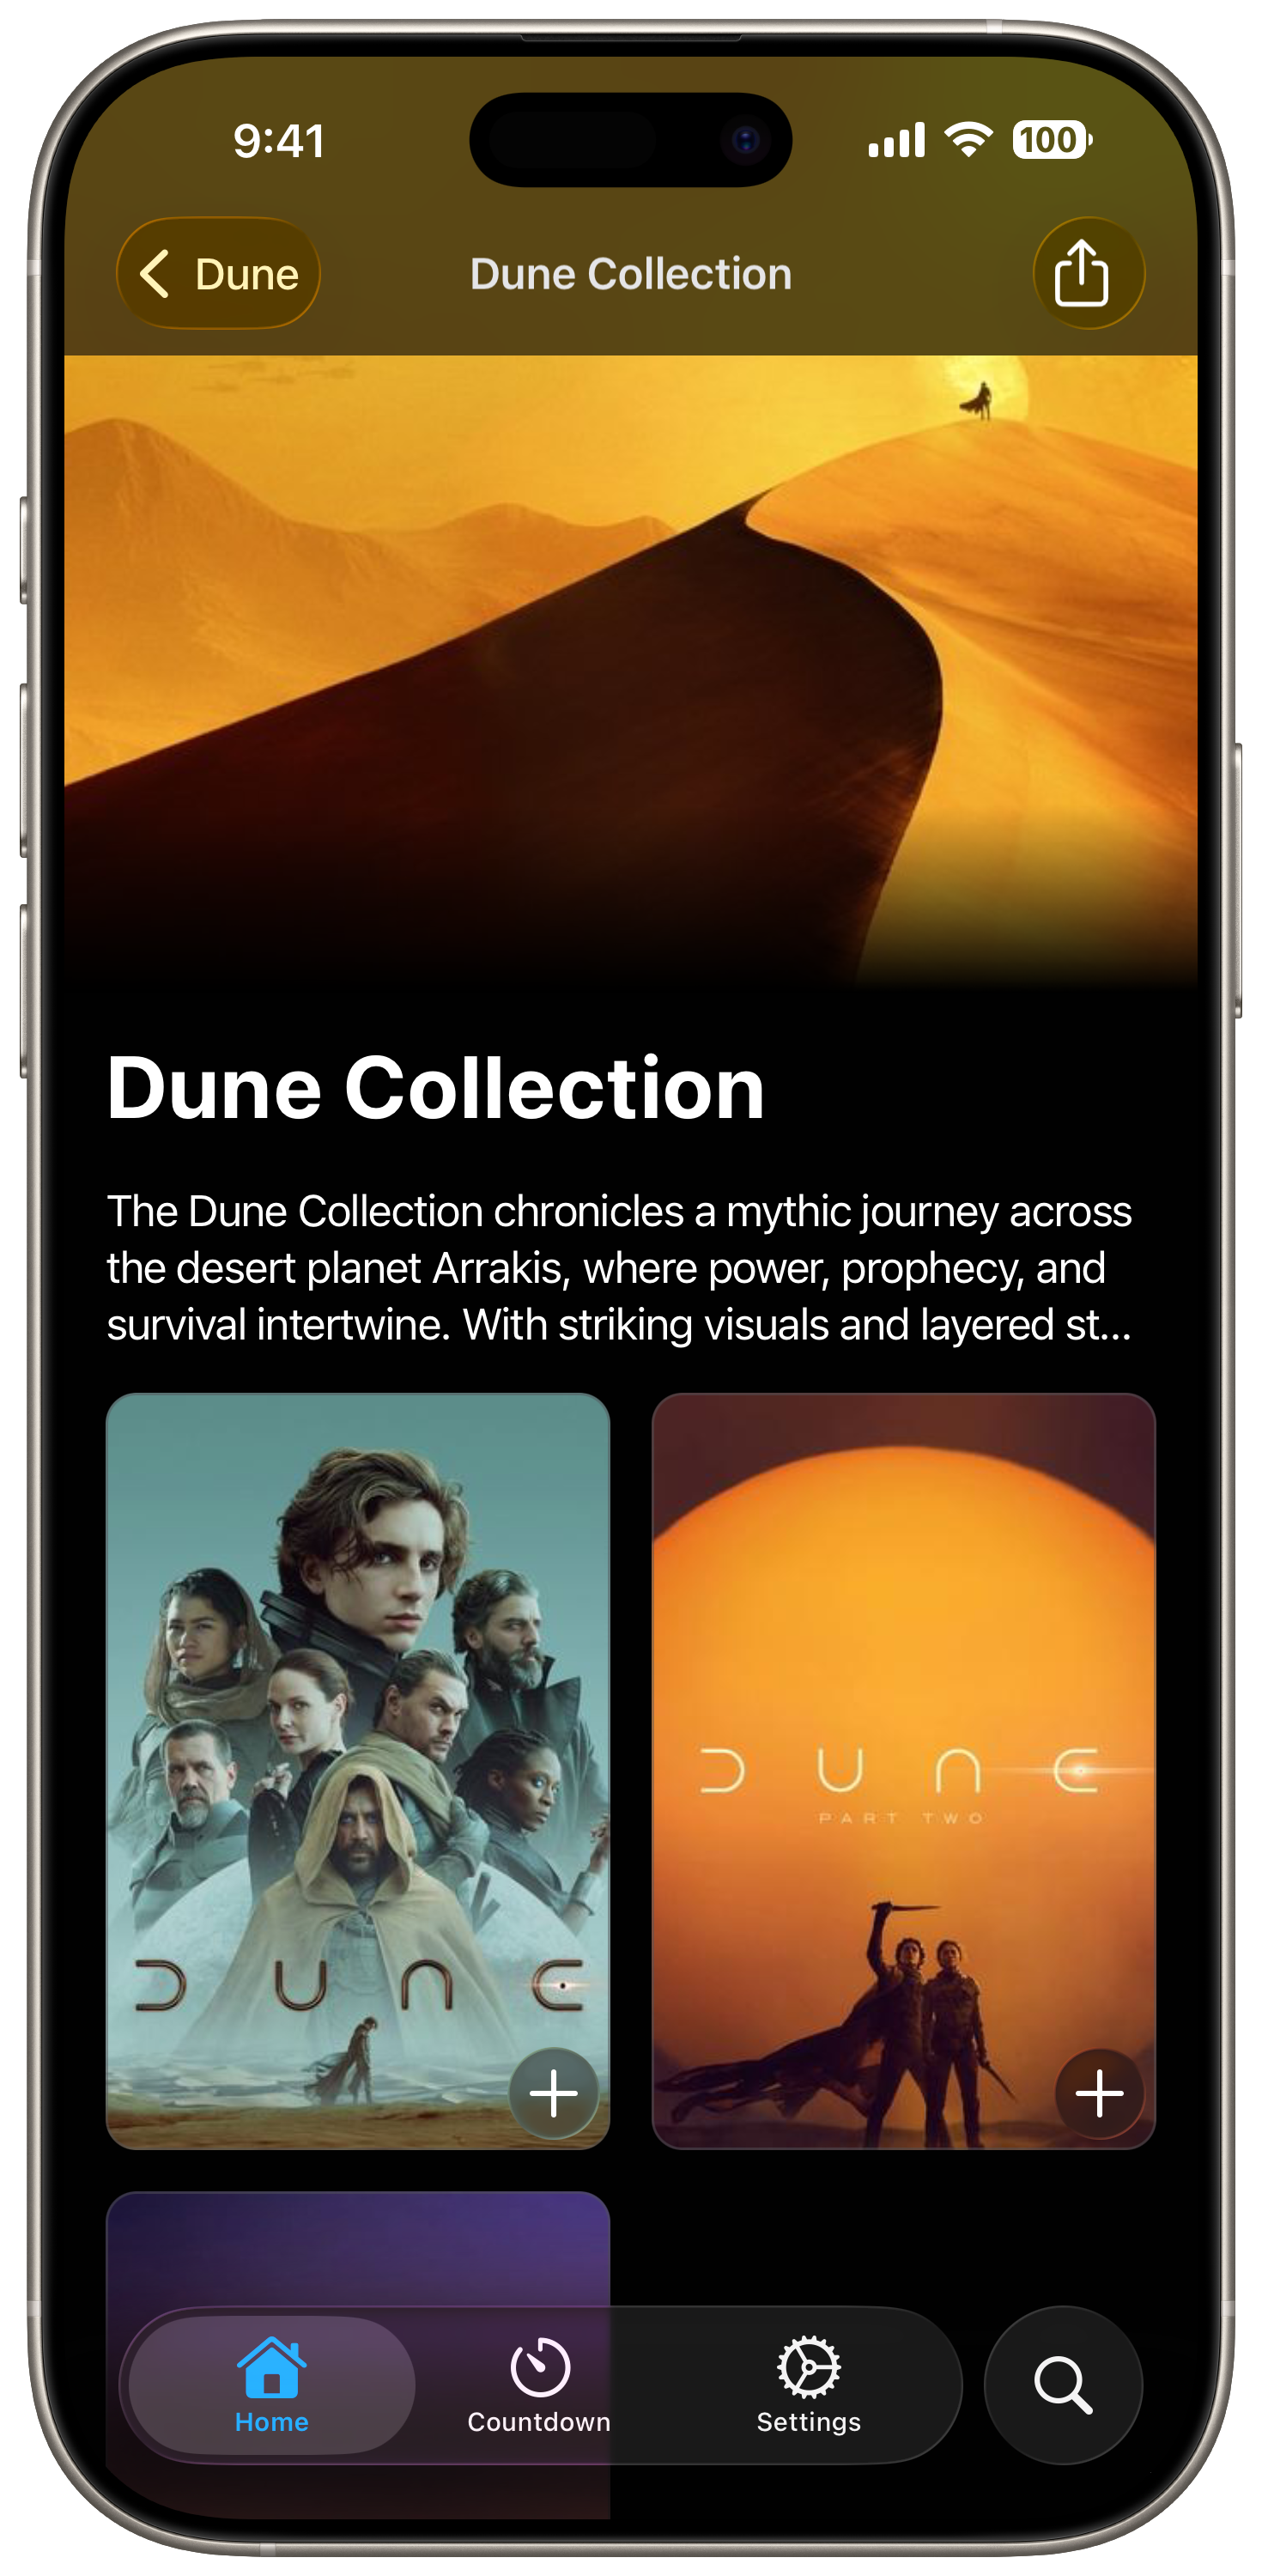 9:41
100
Dune
Dune Collection
Dune Collection
The Dune Collection chronicles a mythic journey across
the desert planet Arrakis, where power, prophecy, and
survival intertwine. With striking visuals and layered st...
DUNE
DUNE
PART TWO
Home
Countdown
Settings